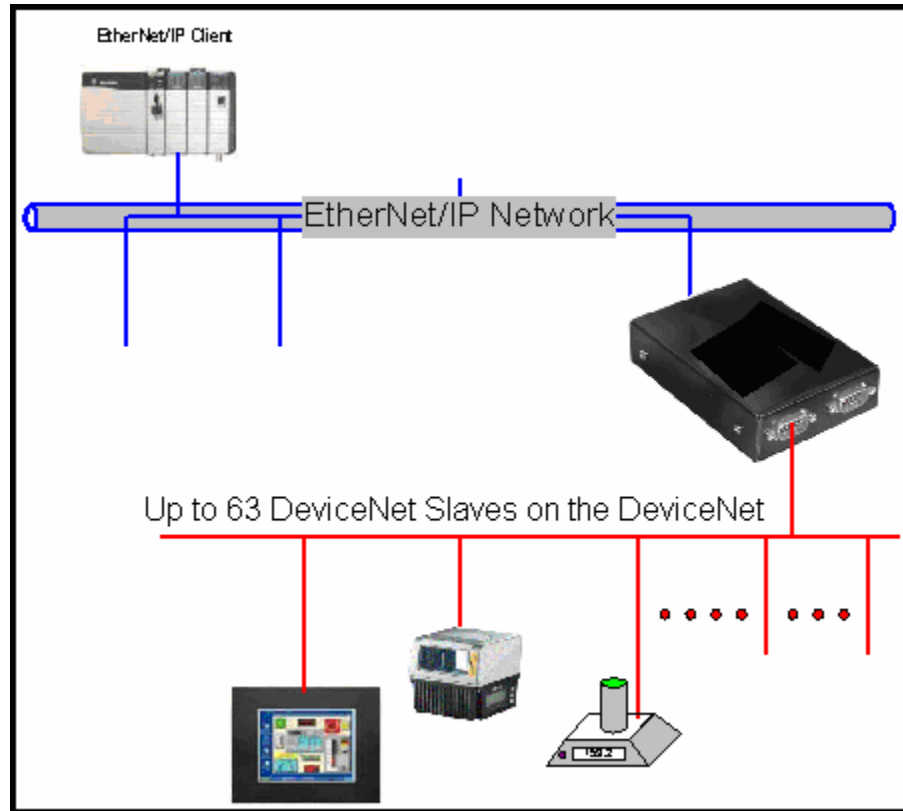 EtherNet/IP Client
EtherNet/IP Network
Up to 63 DeviceNet Slaves on the DeviceNet